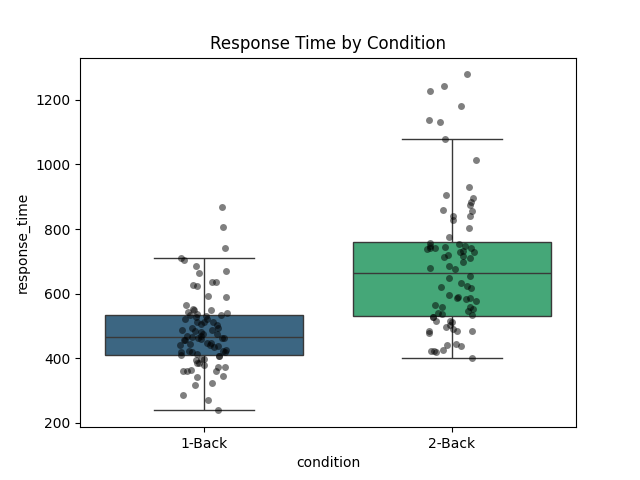 Response Time by Condition
1200
1000
800
600
400
200
response_time
1-Back
2-Back
condition